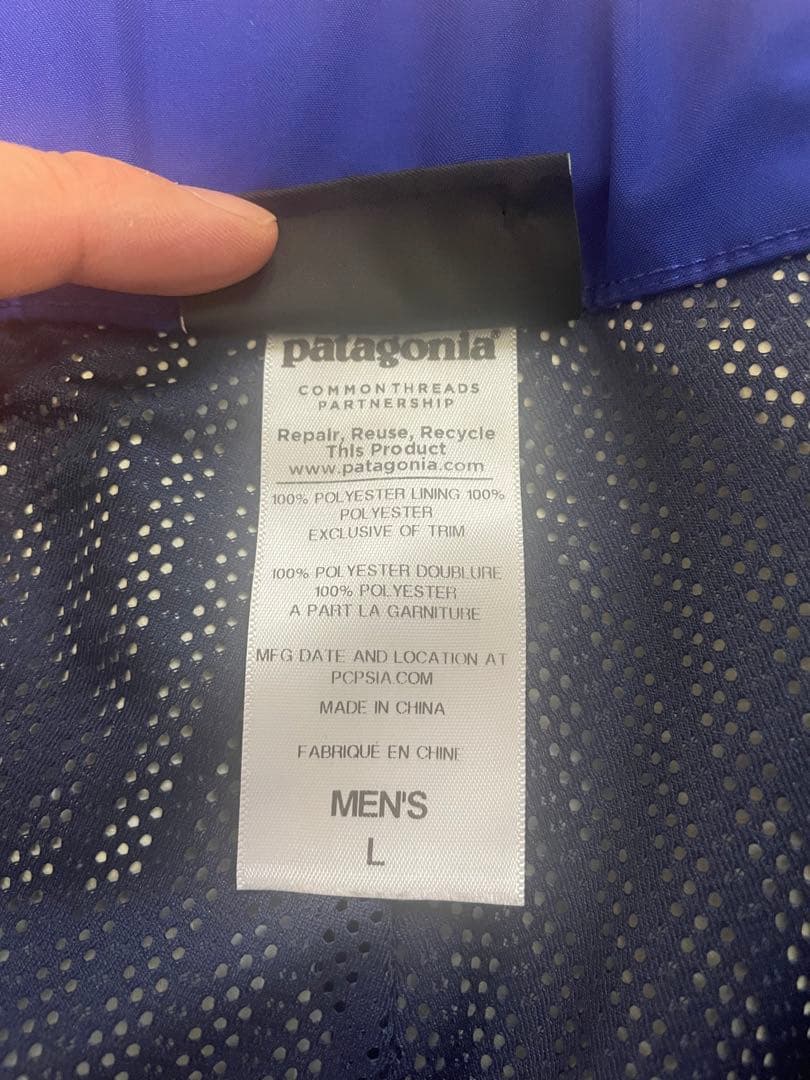 patagonia®
COMMON THREADS
PARTNERSHIP
Repair, Reuse, Recycle
This Product
www.patagonia.com
100% POLYESTER LINING 100%
POLYESTER
EXCLUSIVE OF TRIM
100% POLYESTER DOUBLURE
100% POLYESTER
A PART LA GARNITURE
MFG DATE AND LOCATION AT
PCPSIA.COM
MADE IN CHINA
FABRIQUÉ EN CHINE
MEN'S
L